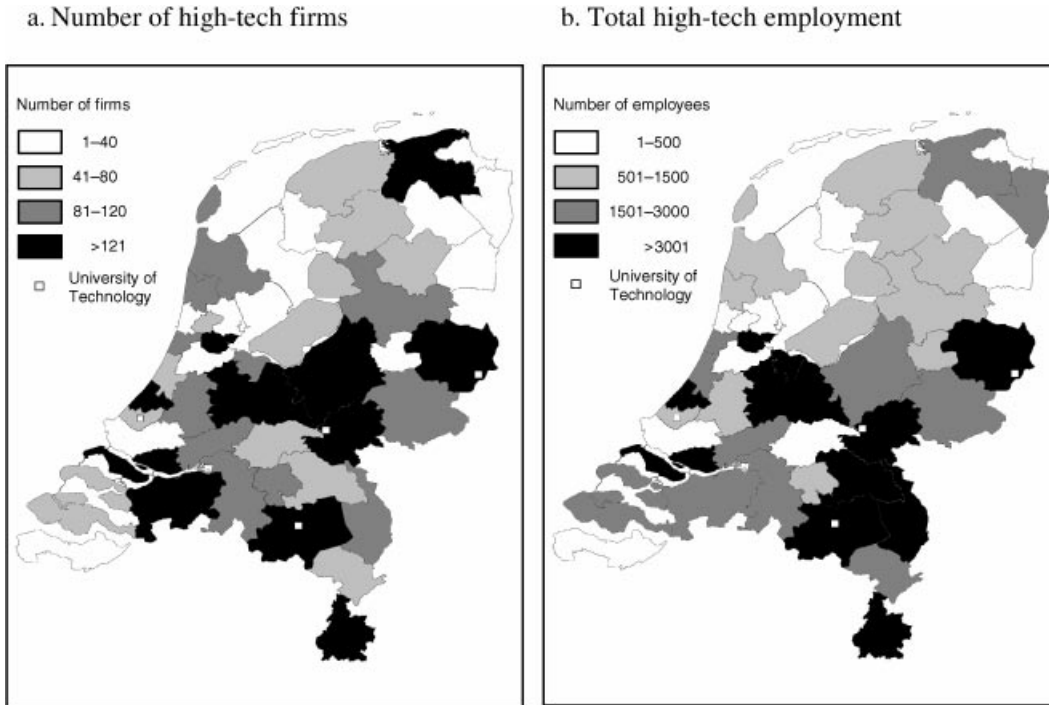 a. Number of high-tech firms
Number of firms
1–40
41–80
81–120
>121
University of
Technology
b. Total high-tech employment
Number of employees
1–500
501–1500
1501–3000
>3001
University of
Technology